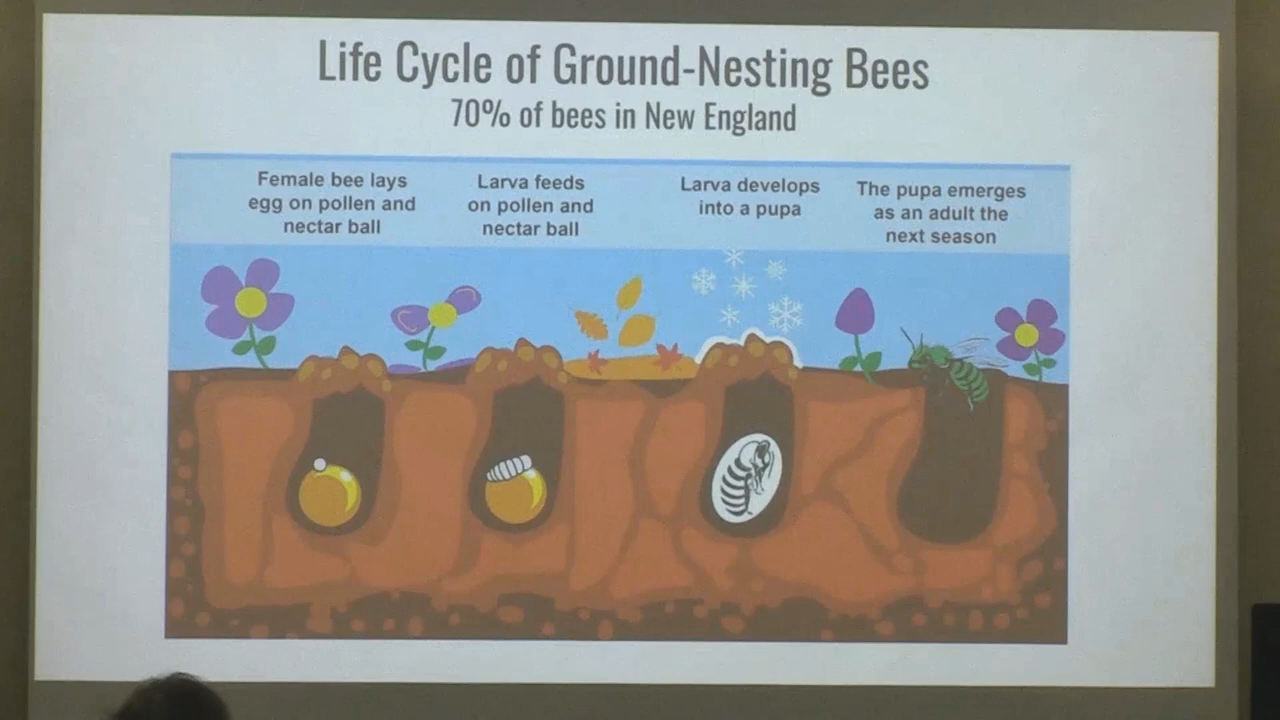 Life Cycle of Ground-Nesting Bees
70% of bees in New England
Female bee lays
egg on pollen and
nectar ball
Larva feeds
on pollen and
nectar ball
Larva develops
into a pupa
The pupa emerges
as an adult the
next season